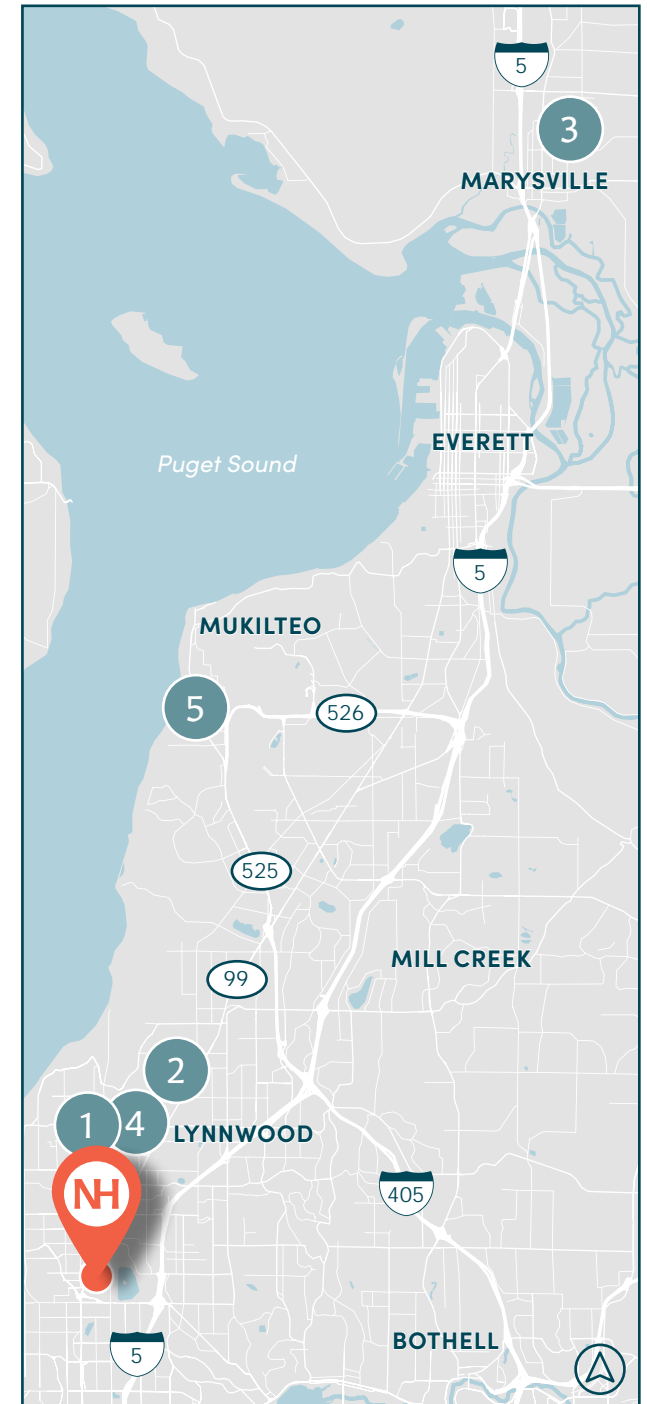 5
3
MARYSVILLE
EVERETT
Puget Sound
5
MUKILTEO
5
526
525
MILL CREEK
99
2
1
4
LYNNWOOD
NH
405
BOTHELL
5